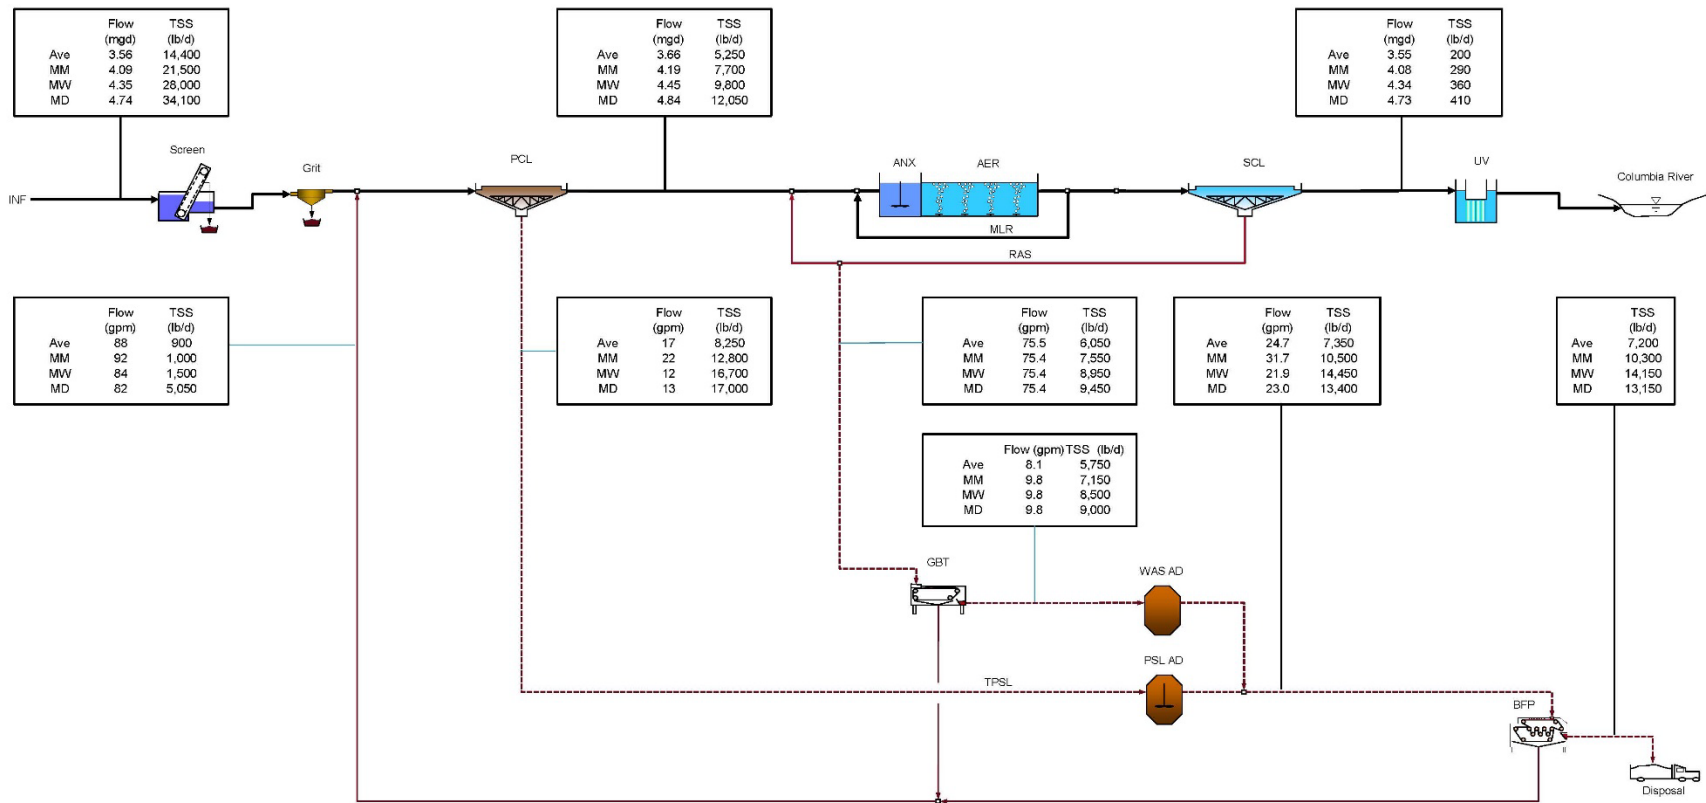 Flow TSS
(mgd) (lb/d)
Ave 3.56 14,400
MM 4.09 21,500
MW 4.35 28,000
MD 4.74 34,100
Flow TSS
(mgd) (lb/d)
Ave 3.66 5,250
MM 4.19 7,700
MW 4.45 9,800
MD 4.84 12,050
Flow TSS
(mgd) (lb/d)
Ave 3.55 200
MM 4.08 290
MW 4.34 360
MD 4.73 410
INF
Screen
Grit
PCL
ANX
AER
MLR
RAS
SCL
UV
Columbia River
Flow TSS
(gpm) (lb/d)
Ave 88 900
MM 92 1,000
MW 84 1,500
MD 82 5,050
Flow TSS
(gpm) (lb/d)
Ave 17 8,250
MM 22 12,800
MW 12 16,700
MD 13 17,000
Flow TSS
(gpm) (lb/d)
Ave 75.5 6,050
MM 75.4 7,550
MW 75.4 8,950
MD 75.4 9,450
Flow TSS
(gpm) (lb/d)
Ave 24.7 7,350
MM 31.7 10,500
MW 21.9 14,450
MD 23.0 13,400
TSS
(lb/d)
Ave 7,200
MM 10,300
MW 14,150
MD 13,150
Flow (gpm) TSS (lb/d)
Ave 8.1 5,750
MM 9.8 7,150
MW 9.8 8,500
MD 9.8 9,000
GBT
WAS AD
TPSL
PSL AD
BFP
Disposal